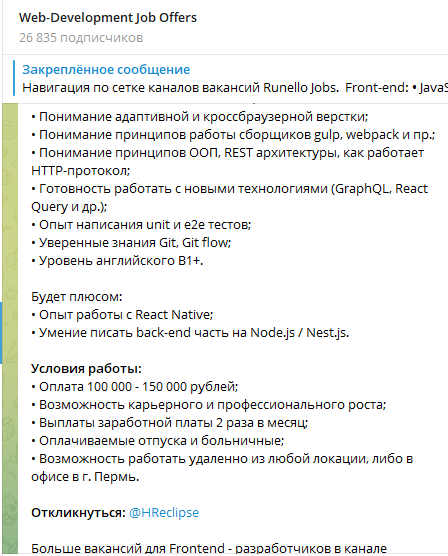 Web-Development Job Offers
26 835 подписчиков
Закреплённое сообщение
Навигация по сетке каналов вакансий Runello Jobs. Front-end: • JavaS
• Понимание адаптивной и кроссбраузерной верстки;
• Понимание принципов работы сборщиков gulp, webpack и пр.;
• Понимание принципов ООП, REST архитектуры, как работает
HTTP-протокол;
• Готовность работать с новыми технологиями (GraphQL, React
Query и др.);
• Опыт написания unit и e2e тестов;
• Уверенные знания Git, Git flow;
• Уровень английского B1+.
Будет плюсом:
• Опыт работы с React Native;
• Умение писать back-end часть на Node.js / Nest.js.
Условия работы:
• Оплата 100 000 - 150 000 рублей;
• Возможность карьерного и профессионального роста;
• Выплаты заработной платы 2 раза в месяц;
• Оплачиваемые отпуска и больничные;
• Возможность работать удаленно из любой локации, либо в
офисе в г. Пермь.
Откликнуться: @HReclipse
Больше вакансий для Frontend - разработчиков в канале